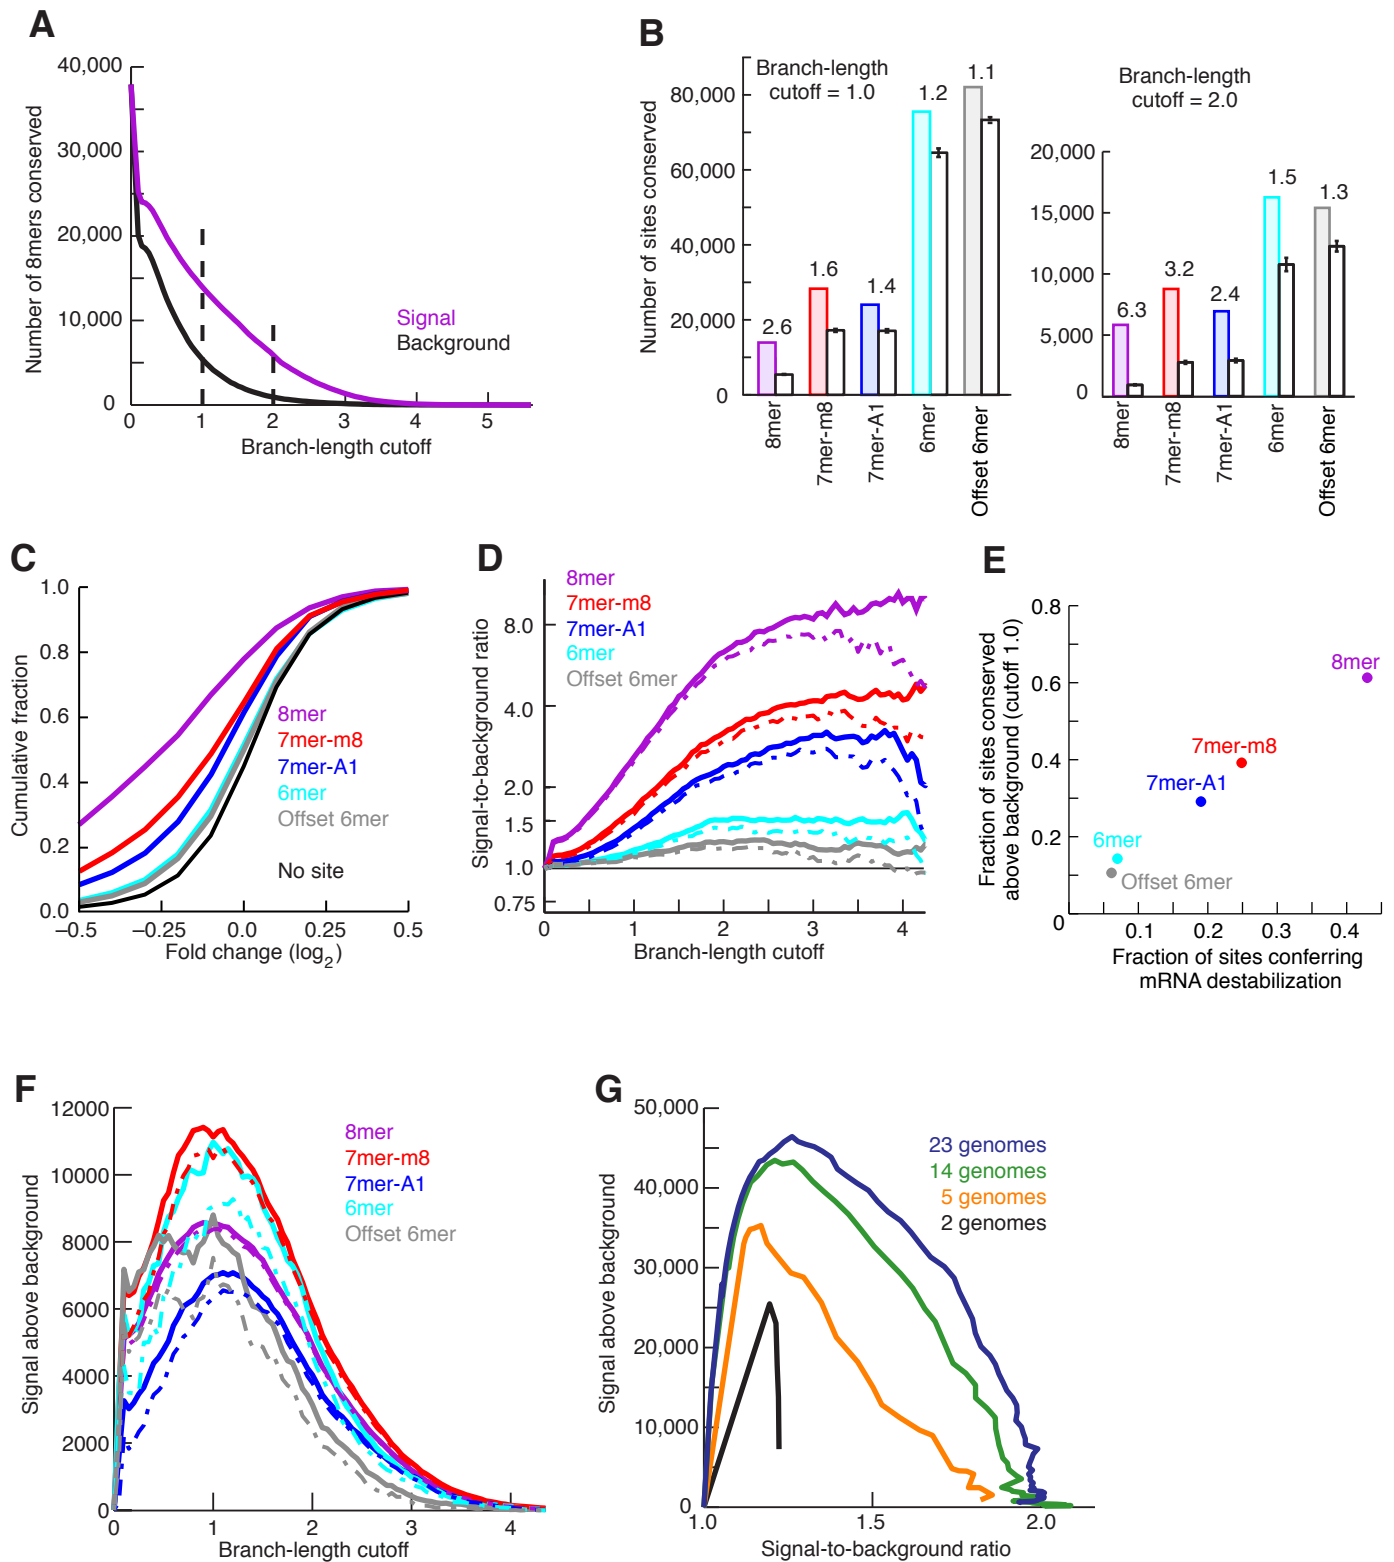 A
40,000
30,000
20,000
10,000
0
Number of 8mers conserved
Signal
Background
0
1
2
3
4
5
Branch-length cutoff
B
Branch-length
cutoff = 1.0
80,000
60,000
40,000
20,000
0
Number of sites conserved
2.6
1.6
1.4
1.2
1.1
8mer
7mer-m8
7mer-A1
6mer
Offset 6mer
Branch-length
cutoff = 2.0
20,000
15,000
10,000
5,000
0
6.3
3.2
2.4
1.5
1.3
8mer
7mer-m8
7mer-A1
6mer
Offset 6mer
C
1.0
0.8
0.6
0.4
0.2
0.0
Cumulative fraction
8mer
7mer-m8
7mer-A1
6mer
Offset 6mer
No site
–0.5
–0.25
0.0
0.25
0.5
Fold change (log2)
D
8mer
7mer-m8
7mer-A1
6mer
Offset 6mer
8.0
4.0
2.0
1.5
1.0
0.75
Signal-to-background ratio
0
1
2
3
4
Branch-length cutoff
E
0.8
0.6
0.4
0.2
0
Fraction of sites conserved
above background (cutoff 1.0)
8mer
7mer-m8
7mer-A1
6mer
Offset 6mer
0.1
0.2
0.3
0.4
Fraction of sites conferring
mRNA destabilization
F
12000
10000
8000
6000
4000
2000
0
Signal above background
8mer
7mer-m8
7mer-A1
6mer
Offset 6mer
0
1
2
3
4
Branch-length cutoff
G
50,000
40,000
30,000
20,000
10,000
0
Signal above background
23 genomes
14 genomes
5 genomes
2 genomes
1.0
1.5
2.0
Signal-to-background ratio